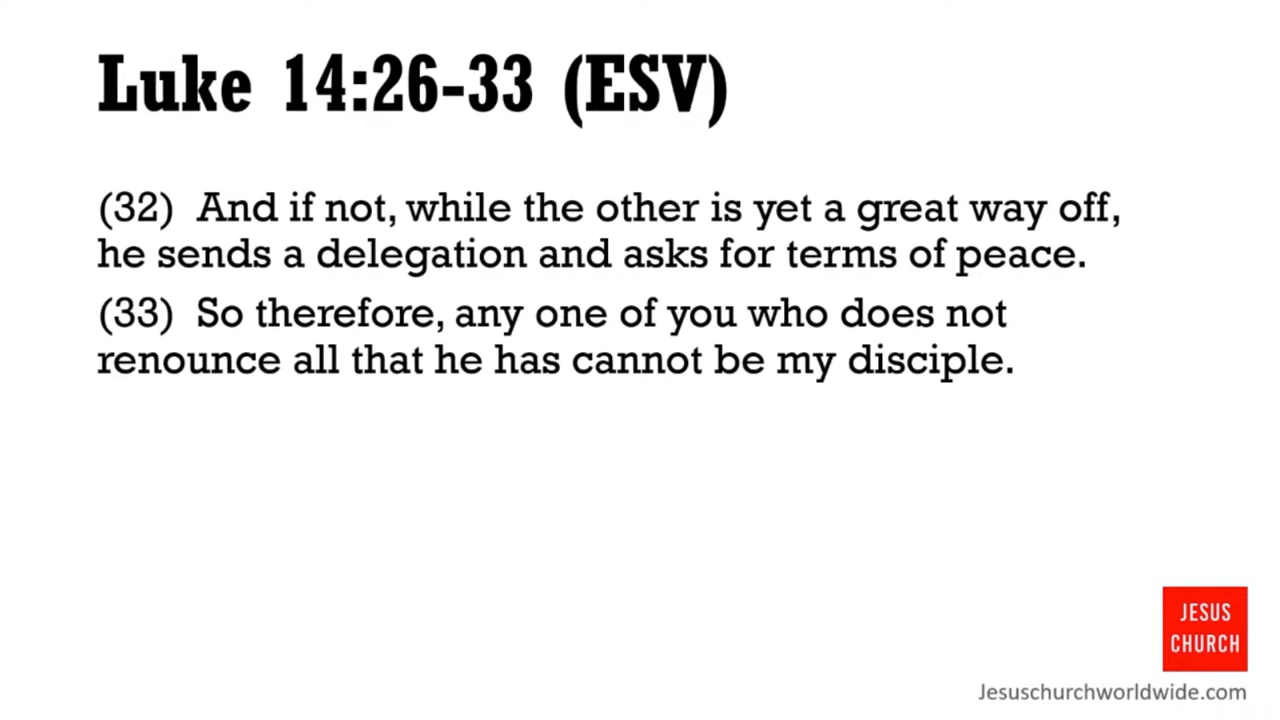 Luke 14:26-33 (ESV)
(32) And if not, while the other is yet a great way off,
he sends a delegation and asks for terms of peace.
(33) So therefore, any one of you who does not
renounce all that he has cannot be my disciple.
JESUS
CHURCH
Jesuschurchworldwide.com